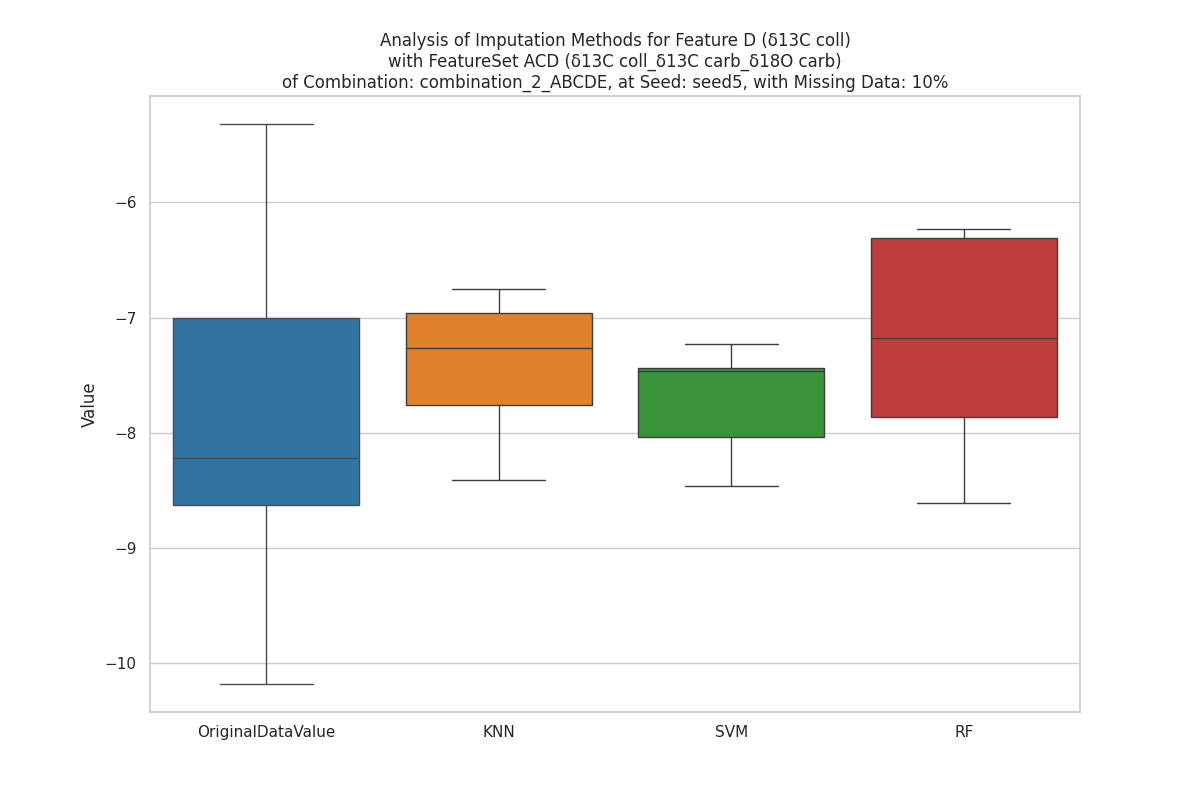 Analysis of Imputation Methods for Feature D (δ13C coll)
with FeatureSet ACD (δ13C coll_δ13C carb_δ18O carb)
of Combination: combination_2_ABCDE, at Seed: seed5, with Missing Data: 10%
Value
−6
−7
−8
−9
−10
OriginalDataValue
KNN
SVM
RF